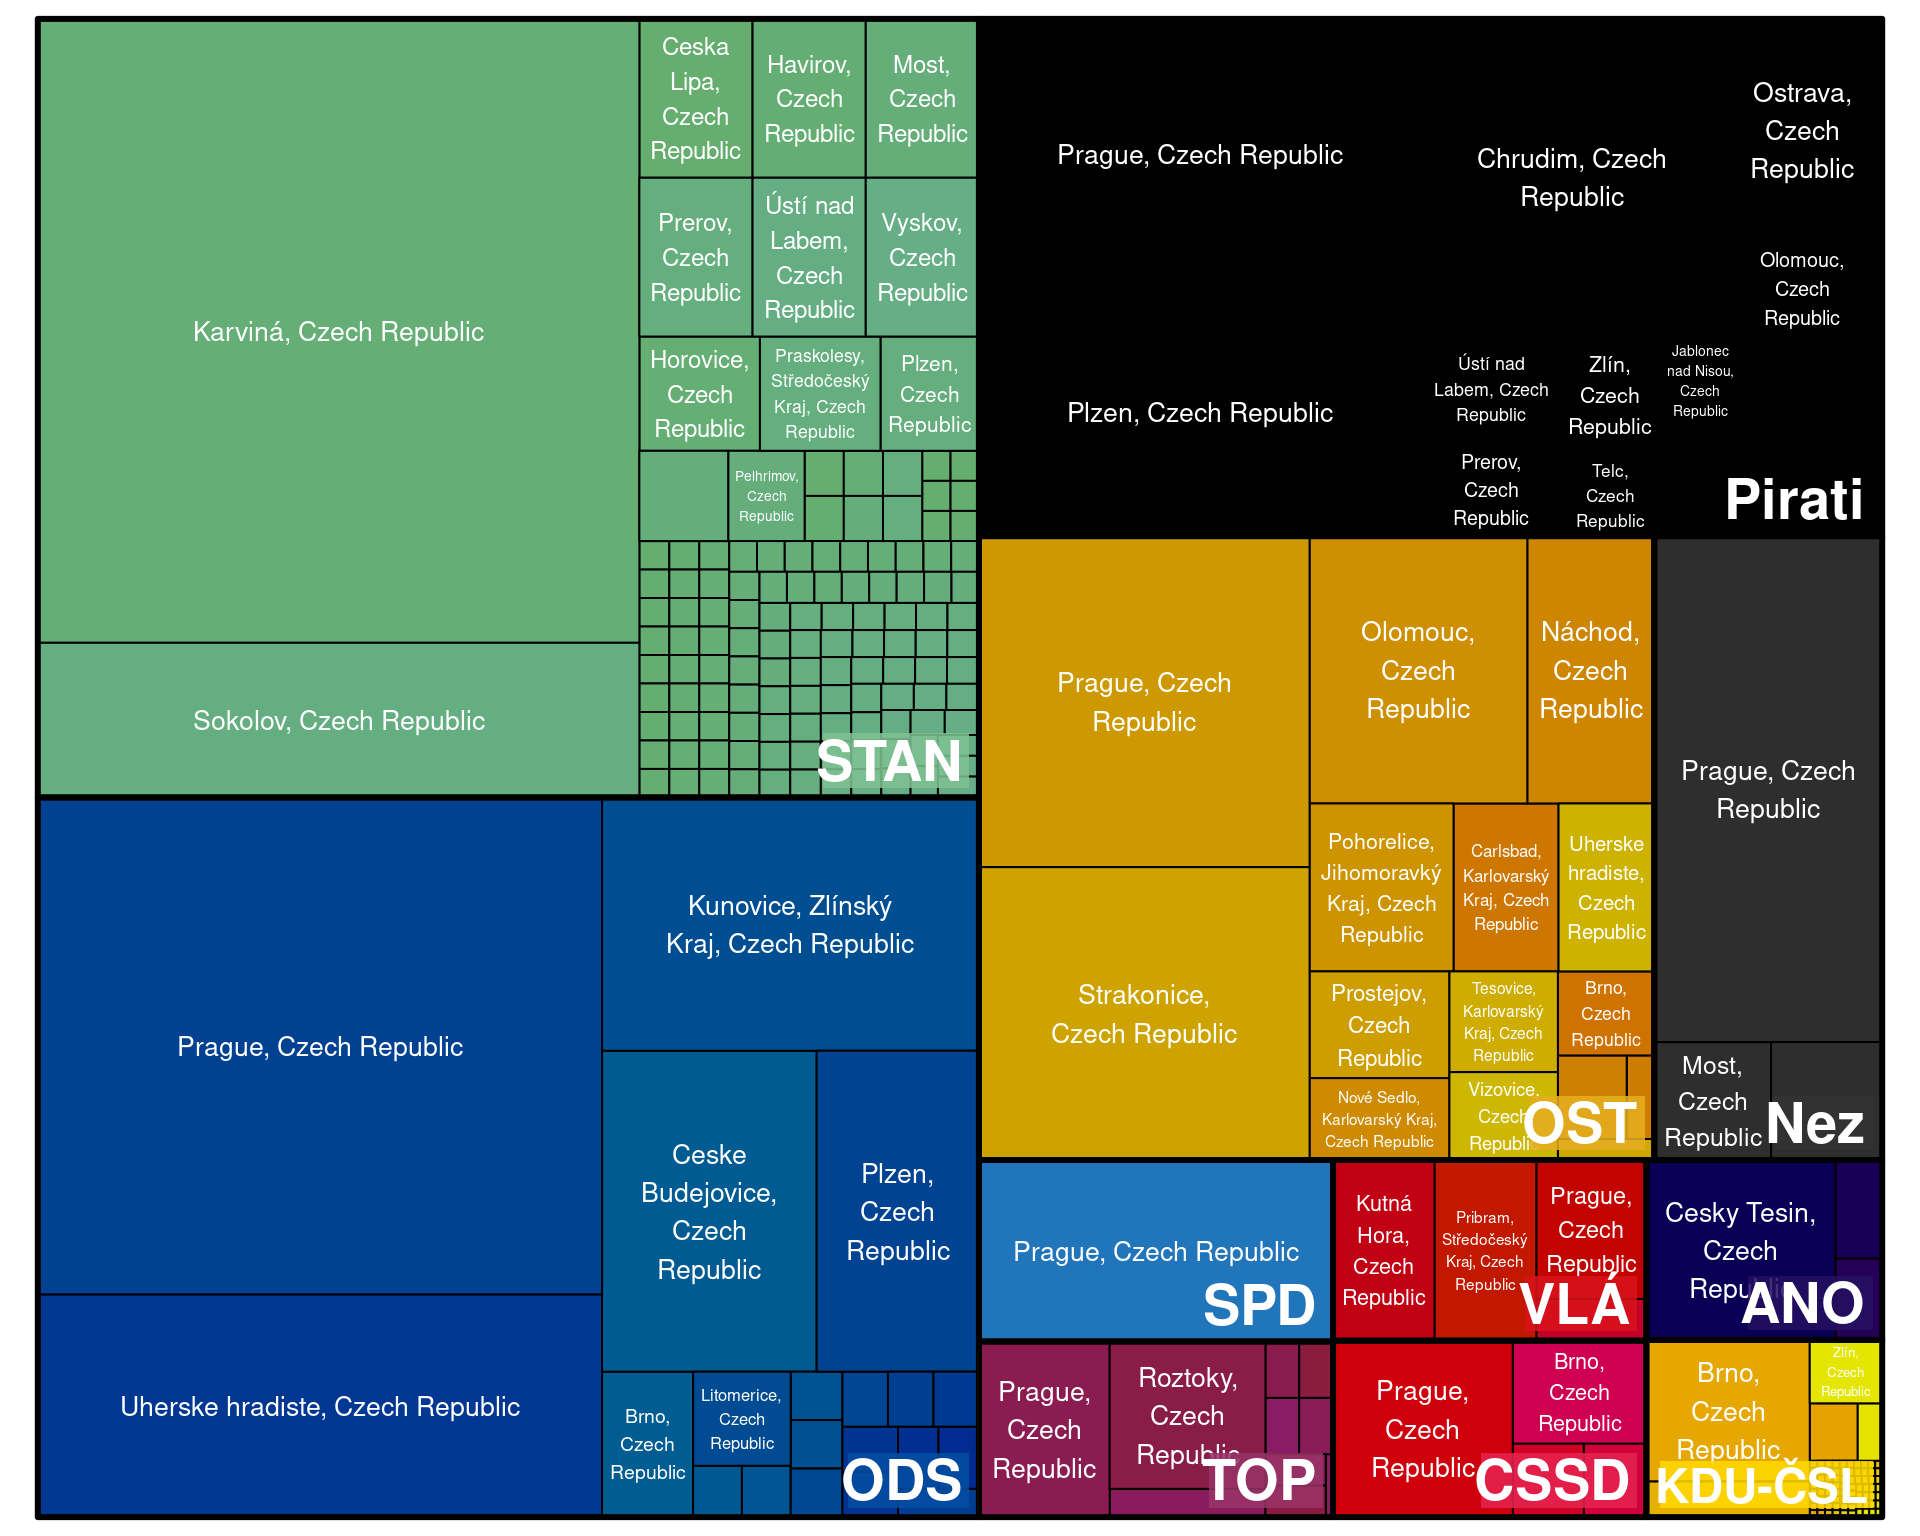 Karviná, Czech Republic
Sokolov, Czech Republic
Ceska
Lipa,
Czech
Republic
Havirov,
Czech
Republic
Most,
Czech
Republic
Prerov,
Czech
Republic
Ústí nad
Labem,
Czech
Republic
Vyskov,
Czech
Republic
Horovice,
Czech
Republic
Praskolesy,
Středočeský
Kraj, Czech
Republic
Plzen,
Czech
Republic
Pelhrimov,
Czech
Republic
STAN
Prague, Czech Republic
Plzen, Czech Republic
Chrudim, Czech
Republic
Ostrava,
Czech
Republic
Olomouc,
Czech
Republic
Ústí nad
Labem, Czech
Republic
Zlín,
Czech
Republic
Jablonec
nad Nisou,
Czech
Republic
Prerov,
Czech
Republic
Telc,
Czech
Republic
Pirati
Prague, Czech Republic
Uherske hradiste, Czech Republic
Kunovice, Zlínský
Kraj, Czech Republic
Ceske
Budejovice,
Czech
Republic
Plzen,
Czech
Republic
Brno,
Czech
Republic
Litomerice,
Czech
Republic
ODS
Prague, Czech
Republic
Strakonice,
Czech Republic
Olomouc,
Czech
Republic
Náchod,
Czech
Republic
Pohorelice,
Jihomoravký
Kraj, Czech
Republic
Carlsbad,
Karlovarský
Kraj, Czech
Republic
Uherske
hradiste,
Czech
Republic
Prostejov,
Czech
Republic
Tesovice,
Karlovarský
Kraj, Czech
Republic
Brno,
Czech
Republic
Nové Sedlo,
Karlovarský Kraj,
Czech Republic
Vizovice,
Czech
Republic
OST
Prague, Czech
Republic
Most,
Czech
Republic
Nez
Prague, Czech Republic
SPD
Kutná
Hora,
Czech
Republic
Pribram,
Středočeský
Kraj, Czech
Republic
Prague,
Czech
Republic
VLÁ
Cesky Tesin,
Czech
Republic
ANO
Prague,
Czech
Republic
Roztoky,
Czech
Republic
TOP
Prague,
Czech
Republic
Brno,
Czech
Republic
CSSD
Brno,
Czech
Republic
Zlín,
Czech
Republic
KDU-ČSL